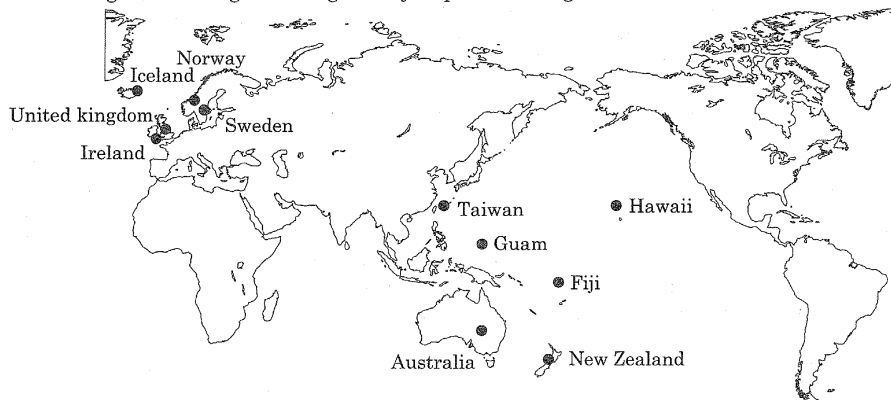 Norway
Iceland
United kingdom
Sweden
Ireland
Taiwan
Hawaii
Guam
Fiji
Australia
New Zealand